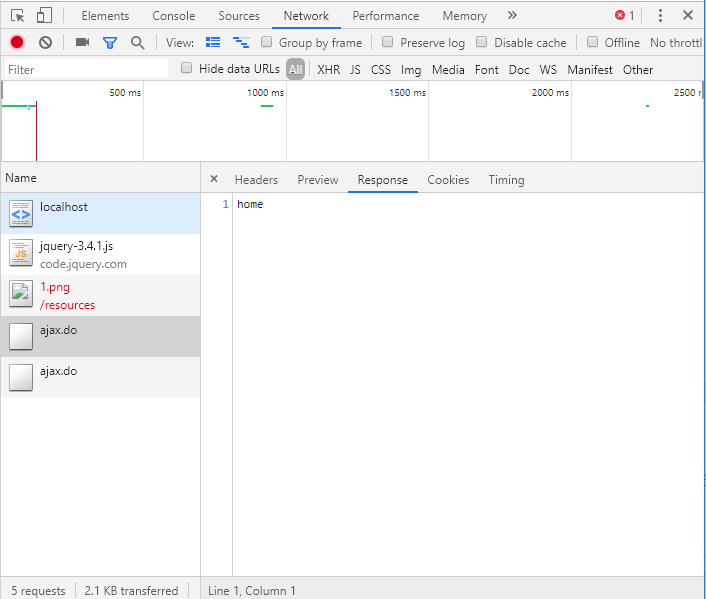 Elements Console Sources Network Performance Memory » 1
View: Group by frame Preserve log Disable cache Offline No throttl
Filter Hide data URLs All XHR JS CSS Img Media Font Doc WS Manifest Other
500 ms 1000 ms 1500 ms 2000 ms 2500 r
Name × Headers Preview Response Cookies Timing
localhost
1 home
jquery-3.4.1.js
code.jquery.com
1.png
/resources
ajax.do
ajax.do
5 requests 2.1 KB transferred Line 1, Column 1